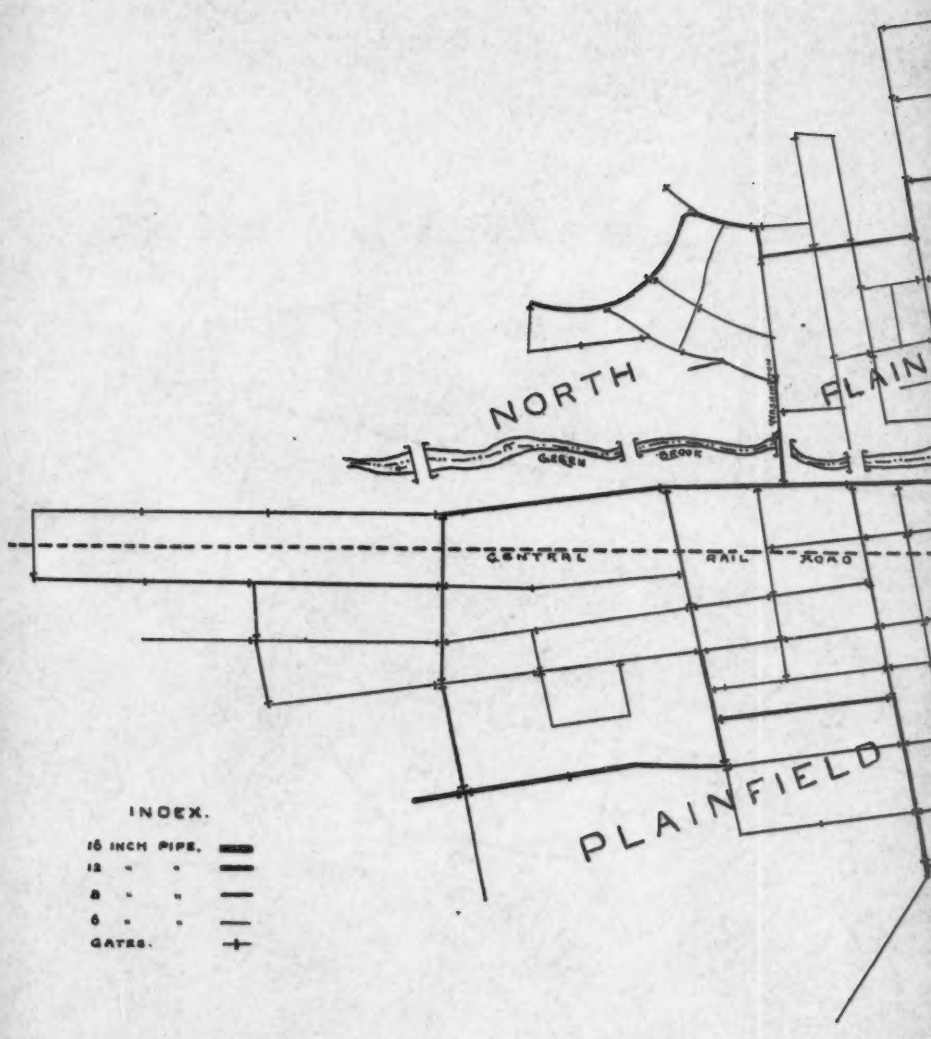 NORTH
PLAIN
WASHINGTON
GREEN BROOK
CENTRAL RAIL ROAD
PLAINFIELD
INDEX.
16 INCH PIPE.
12 " "
8 " "
6 " "
GATES.